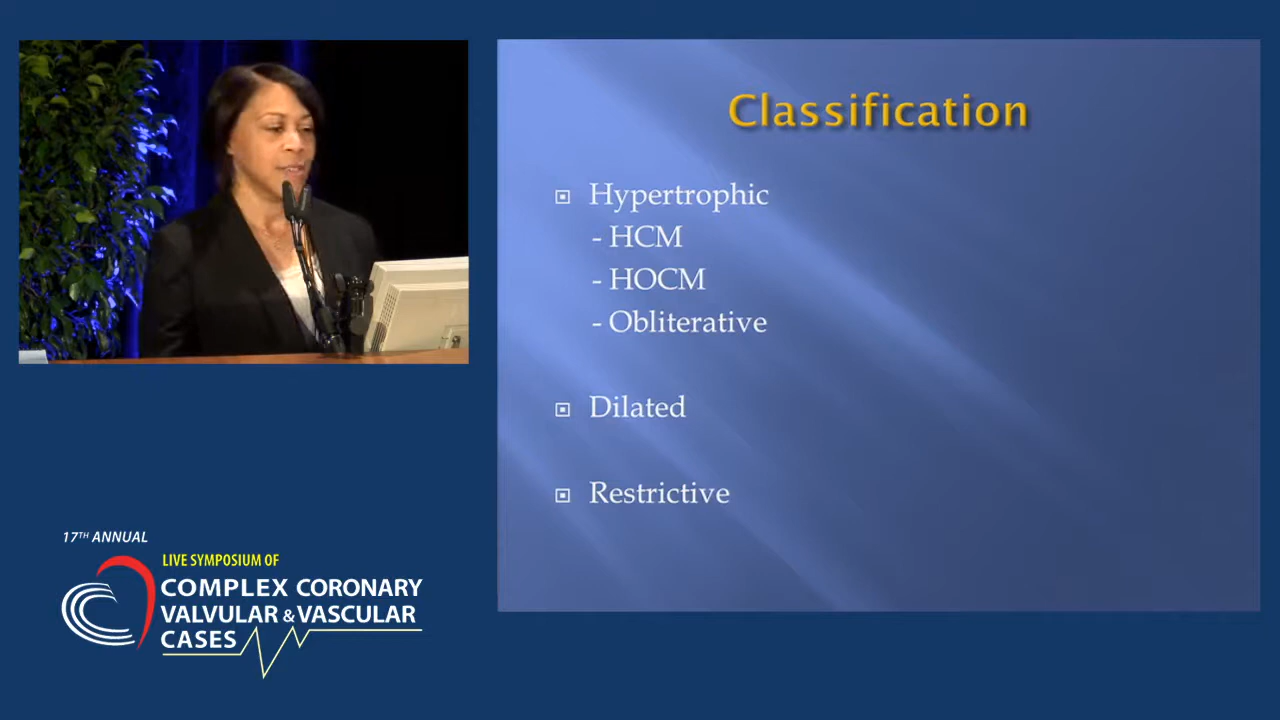 Classification
Hypertrophic
- HCM
- HOCM
- Obliterative
Dilated
Restrictive
17TH ANNUAL
LIVE SYMPOSIUM OF
COMPLEX CORONARY
VALVULAR & VASCULAR
CASES